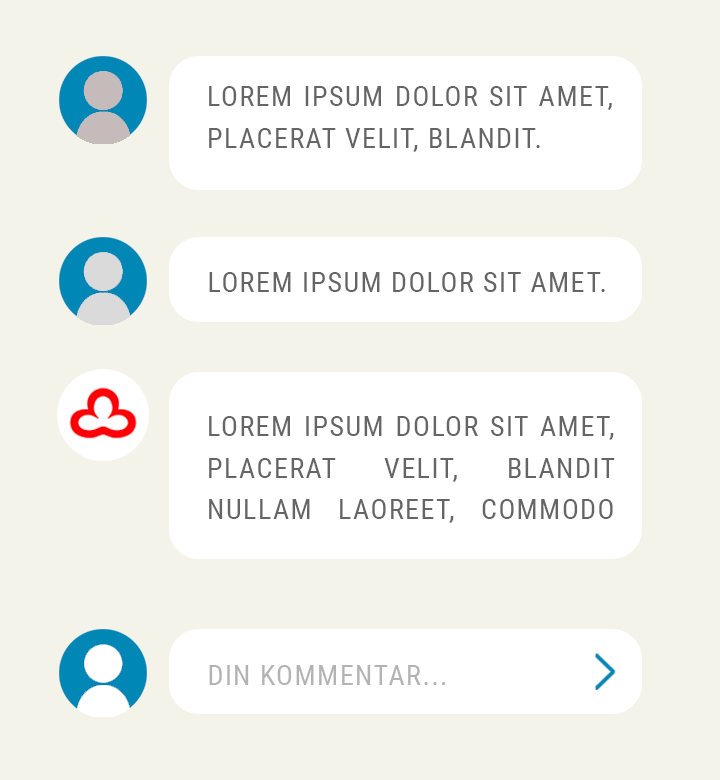 LOREM IPSUM DOLOR SIT AMET,
PLACERAT VELIT, BLANDIT.
LOREM IPSUM DOLOR SIT AMET.
LOREM IPSUM DOLOR SIT AMET,
PLACERAT VELIT, BLANDIT
NULLAM LAOREET, COMMODO
DIN KOMMENTAR...